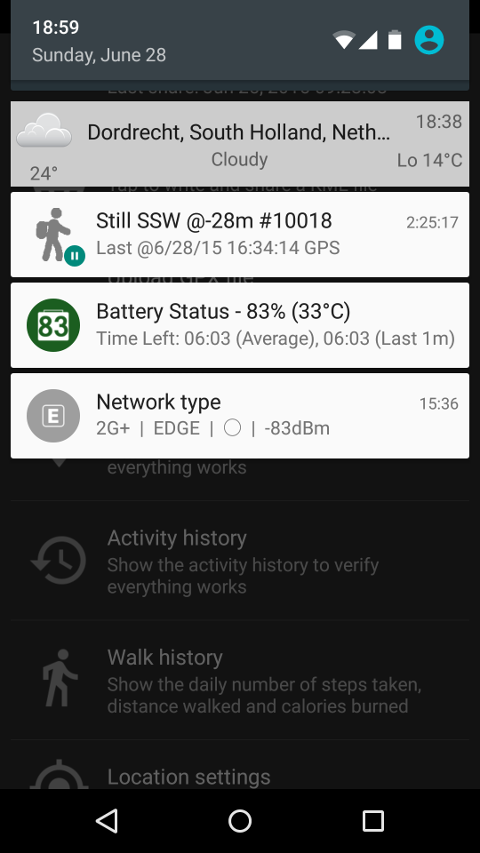 18:59
Sunday, June 28
Dordrecht, South Holland, Neth...
18:38
Cloudy
Lo 14°C
24°
Still SSW @-28m #10018
2:25:17
Last @6/28/15 16:34:14 GPS
Battery Status - 83% (33°C)
83
Time Left: 06:03 (Average), 06:03 (Last 1m)
Network type
15:36
E
2G+ | EDGE | ◯ | -83dBm
everything works
Activity history
Show the activity history to verify
everything works
Walk history
Show the daily number of steps taken,
distance walked and calories burned
Location settings